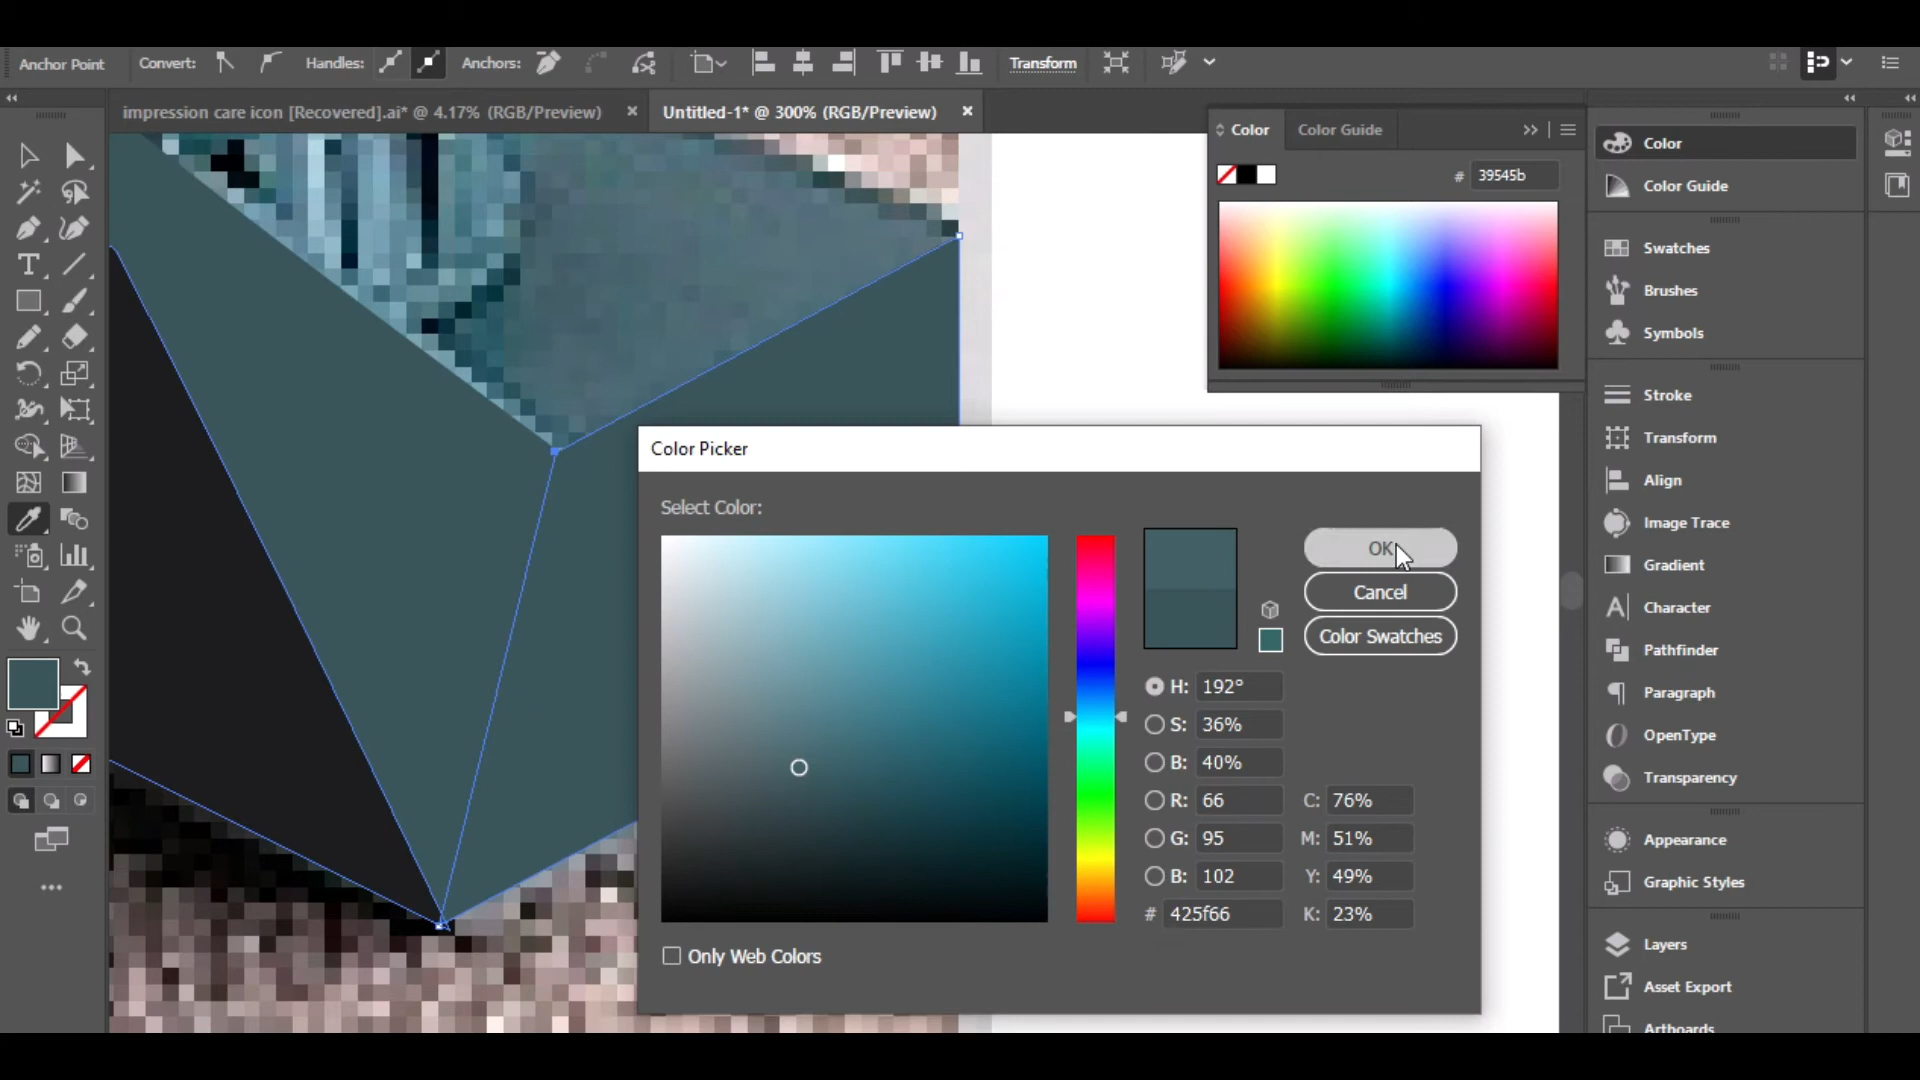 Anchor Point
Convert:
Handles:
Anchors:
Transform
impression care icon [Recovered].ai* @ 4.17% (RGB/Preview)
Untitled-1* @ 300% (RGB/Preview)
Color
Color Guide
# 39545b
Color
Color Guide
Swatches
Brushes
Symbols
Stroke
Transform
Align
Image Trace
Gradient
Character
Pathfinder
Paragraph
OpenType
Transparency
Appearance
Graphic Styles
Layers
Asset Export
Artboards
Color Picker
Select Color:
OK
Cancel
Color Swatches
H: 192°
S: 36%
B: 40%
R: 66
C: 76%
G: 95
M: 51%
B: 102
Y: 49%
# 425f66
K: 23%
Only Web Colors